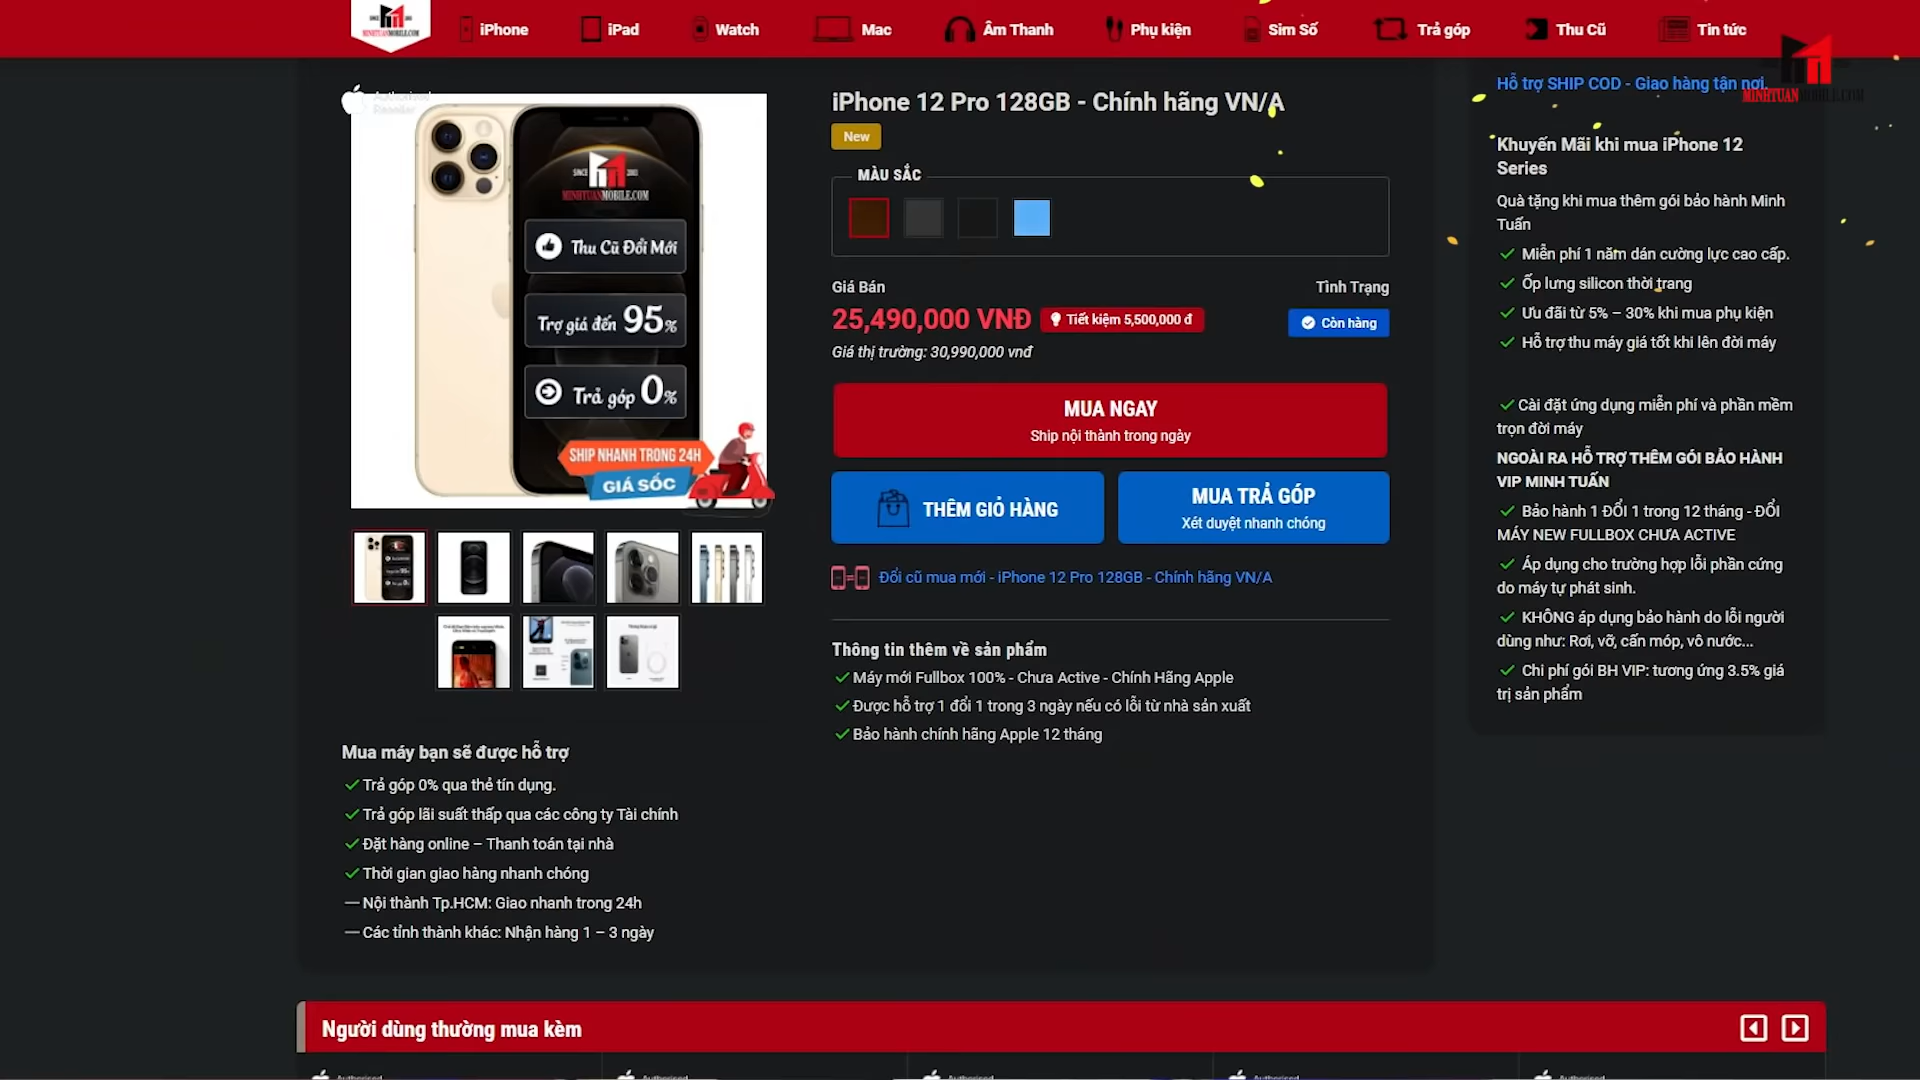 MINHTUANMOBILE.COM
iPhone
iPad
Watch
Mac
Âm Thanh
Phụ kiện
Sim Số
Trả góp
Thu Cũ
Tin tức
MINHTUANMOBILE.COM
Authorised
Reseller
SINCE 2003
MINHTUANMOBILE.COM
Thu Cũ Đổi Mới
Trợ giá đến 95%
Trả góp 0%
SHIP NHANH TRONG 24H
GIÁ SỐC
Mua máy bạn sẽ được hỗ trợ
Trả góp 0% qua thẻ tín dụng.
Trả góp lãi suất thấp qua các công ty Tài chính
Đặt hàng online – Thanh toán tại nhà
Thời gian giao hàng nhanh chóng
— Nội thành Tp.HCM: Giao nhanh trong 24h
— Các tỉnh thành khác: Nhận hàng 1 – 3 ngày
iPhone 12 Pro 128GB - Chính hãng VN/A
New
MÀU SẮC
Giá Bán
Tình Trạng
25,490,000 VNĐ
Tiết kiệm 5,500,000 đ
Còn hàng
Giá thị trường: 30,990,000 vnđ
MUA NGAY
Ship nội thành trong ngày
THÊM GIỎ HÀNG
MUA TRẢ GÓP
Xét duyệt nhanh chóng
Đổi cũ mua mới - iPhone 12 Pro 128GB - Chính hãng VN/A
Thông tin thêm về sản phẩm
Máy mới Fullbox 100% - Chưa Active - Chính Hãng Apple
Được hỗ trợ 1 đổi 1 trong 3 ngày nếu có lỗi từ nhà sản xuất
Bảo hành chính hãng Apple 12 tháng
Hỗ trợ SHIP COD - Giao hàng tận nơi.
Khuyến Mãi khi mua iPhone 12
Series
Quà tặng khi mua thêm gói bảo hành Minh
Tuấn
Miễn phí 1 năm dán cường lực cao cấp.
Ốp lưng silicon thời trang
Ưu đãi từ 5% – 30% khi mua phụ kiện
Hỗ trợ thu máy giá tốt khi lên đời máy
Cài đặt ứng dụng miễn phí và phần mềm
trọn đời máy
NGOÀI RA HỖ TRỢ THÊM GÓI BẢO HÀNH
VIP MINH TUẤN
Bảo hành 1 ĐỔI 1 trong 12 tháng - ĐỔI
MÁY NEW FULLBOX CHƯA ACTIVE
Áp dụng cho trường hợp lỗi phần cứng
do máy tự phát sinh.
KHÔNG áp dụng bảo hành do lỗi người
dùng như: Rơi, vỡ, cấn móp, vô nước...
Chi phí gói BH VIP: tương ứng 3.5% giá
trị sản phẩm
Người dùng thường mua kèm
Authorised
Authorised
Authorised
Authorised
Authorised